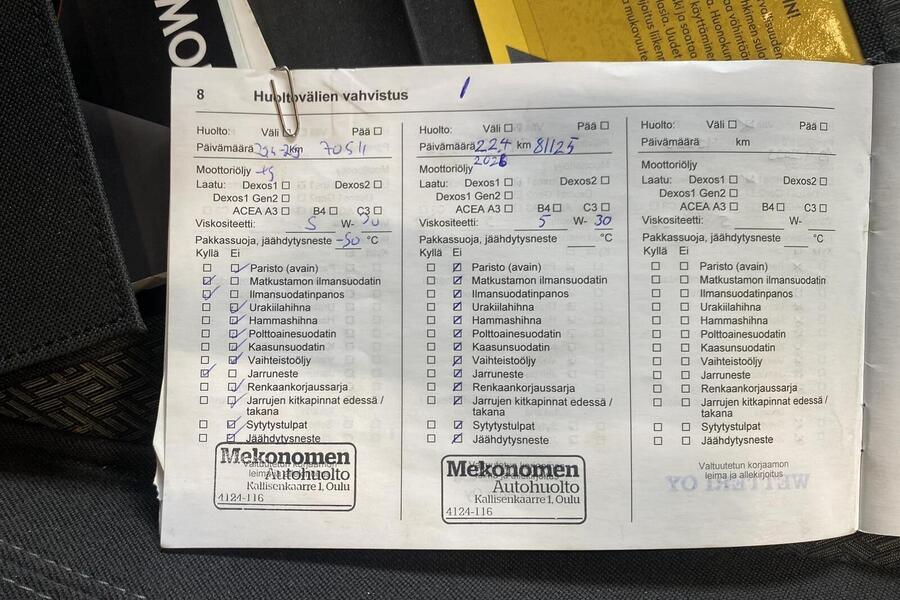 8 Huoltovälien vahvistus
Huolto: Väli Pää
Päivämäärä km 70511
Moottoriöljy
Laatu: Dexos1 Dexos2
Dexos1 Gen2
ACEA A3 B4 C3
Viskositeetti: 5 W- 30
Pakkassuoja, jäähdytysneste -50 °C
Kyllä Ei
Paristo (avain)
Matkustamon ilmansuodatin
Ilmansuodatinpanos
Urakiilahihna
Hammashihna
Polttoainesuodatin
Kaasunsuodatin
Vaihteistoöljy
Jarruneste
Renkaankorjaussarja
Jarrujen kitkapinnat edessä /
takana
Sytytystulpat
Jäähdytysneste
Valtuutetun korjaamon
leima ja allekirjoitus
Mekonomen
Autohuolto
Kallisenkaarre 1, Oulu
4124-116
Huolto: Väli Pää
Päivämäärä 22.4 km 81125
2026
Moottoriöljy
Laatu: Dexos1 Dexos2
Dexos1 Gen2
ACEA A3 B4 C3
Viskositeetti: 5 W- 30
Pakkassuoja, jäähdytysneste °C
Kyllä Ei
Paristo (avain)
Matkustamon ilmansuodatin
Ilmansuodatinpanos
Urakiilahihna
Hammashihna
Polttoainesuodatin
Kaasunsuodatin
Vaihteistoöljy
Jarruneste
Renkaankorjaussarja
Jarrujen kitkapinnat edessä /
takana
Sytytystulpat
Jäähdytysneste
Mekonomen
Autohuolto
Kallisenkaarre 1, Oulu
4124-116
Huolto: Väli Pää
Päivämäärä km
Moottoriöljy
Laatu: Dexos1 Dexos2
Dexos1 Gen2
ACEA A3 B4 C3
Viskositeetti: W-
Pakkassuoja, jäähdytysneste °C
Kyllä Ei
Paristo (avain)
Matkustamon ilmansuodatin
Ilmansuodatinpanos
Urakiilahihna
Hammashihna
Polttoainesuodatin
Kaasunsuodatin
Vaihteistoöljy
Jarruneste
Renkaankorjaussarja
Jarrujen kitkapinnat edessä /
takana
Sytytystulpat
Jäähdytysneste
Valtuutetun korjaamon
leima ja allekirjoitus